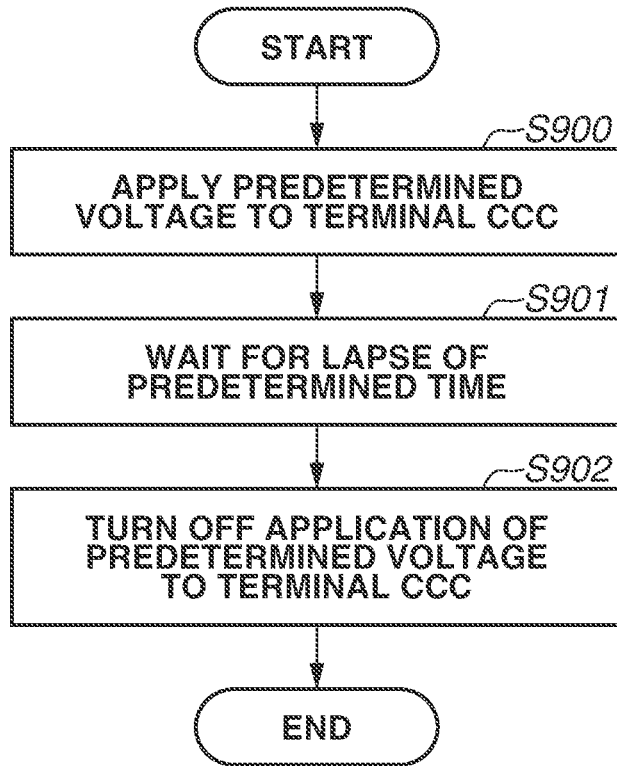 START
S900
APPLY PREDETERMINED
VOLTAGE TO TERMINAL CCC
S901
WAIT FOR LAPSE OF
PREDETERMINED TIME
S902
TURN OFF APPLICATION OF
PREDETERMINED VOLTAGE
TO TERMINAL CCC
END